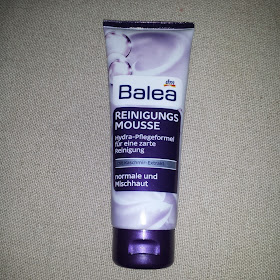 dm
Balea
REINIGUNGS
MOUSSE
Hydra-Pflegeformel
für eine zarte
Reinigung
normale und
Mischhaut